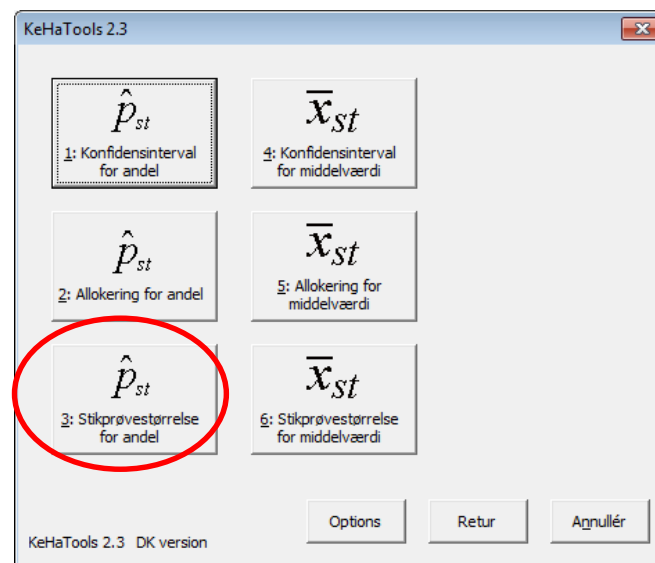 KeHaTools 2.3
p̂st
1: Konfidensinterval
for andel
x̅st
4: Konfidensinterval
for middelværdi
p̂st
2: Allokering for andel
x̅st
5: Allokering for
middelværdi
p̂st
3: Stikprøvestørrelse
for andel
x̅st
6: Stikprøvestørrelse
for middelværdi
Options
Retur
Annullér
KeHaTools 2.3 DK version